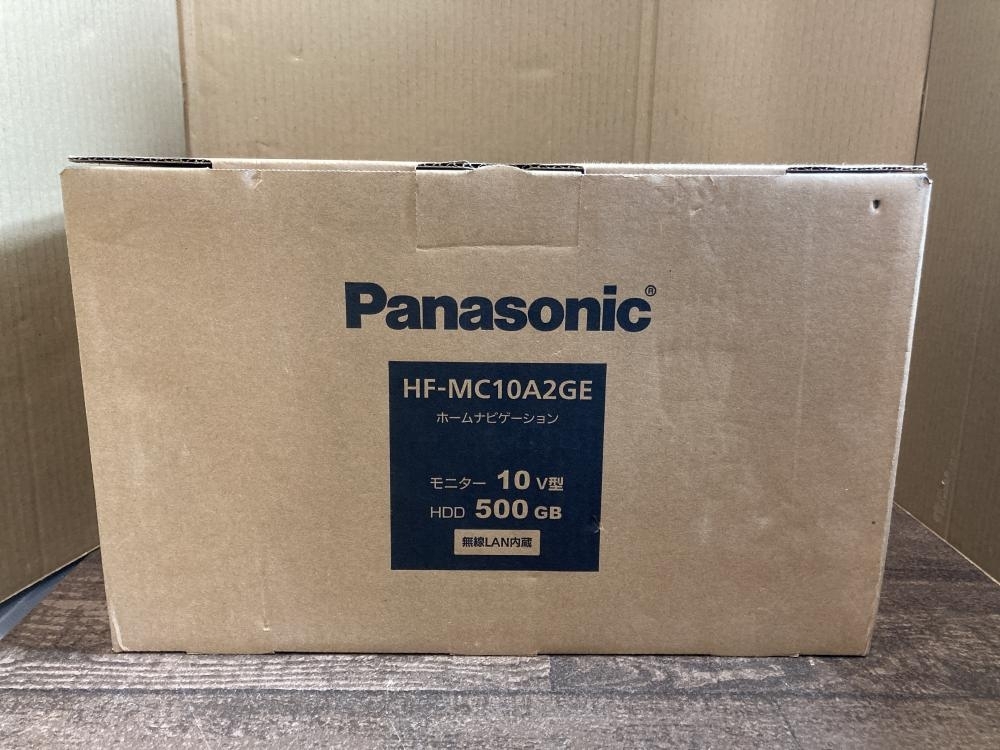 Panasonic®
HF-MC10A2GE
ホームナビゲーション
モニター 10 V型
HDD 500 GB
無線LAN内蔵